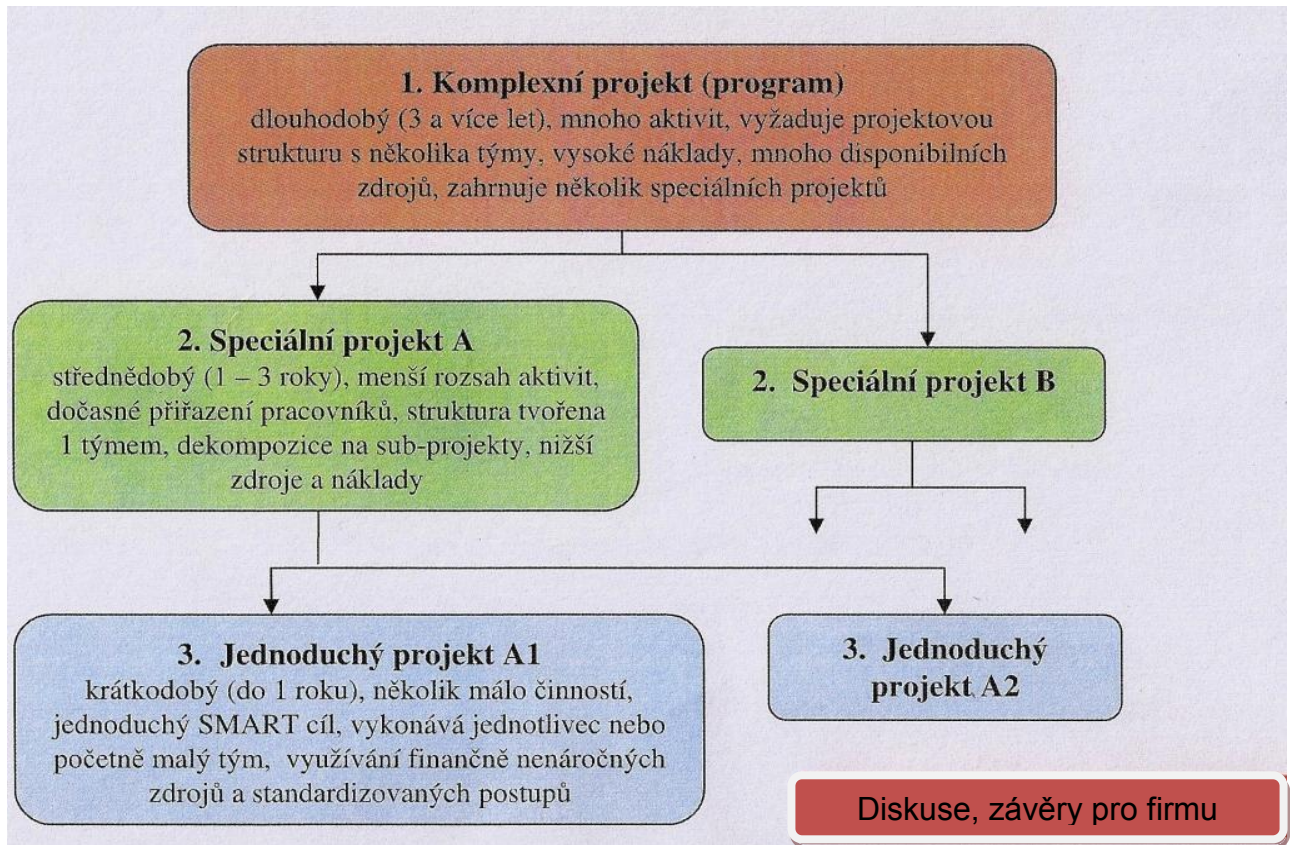 1. Komplexní projekt (program)
dlouhodobý (3 a více let), mnoho aktivit, vyžaduje projektovou
strukturu s několika týmy, vysoké náklady, mnoho disponibilních
zdrojů, zahrnuje několik speciálních projektů
2. Speciální projekt A
střednědobý (1 – 3 roky), menší rozsah aktivit,
dočasné přiřazení pracovníků, struktura tvořena
1 týmem, dekompozice na sub-projekty, nižší
zdroje a náklady
2. Speciální projekt B
3. Jednoduchý projekt A1
krátkodobý (do 1 roku), několik málo činností,
jednoduchý SMART cíl, vykonává jednotlivec nebo
početně malý tým, využívání finančně nenáročných
zdrojů a standardizovaných postupů
3. Jednoduchý
projekt A2
Diskuse, závěry pro firmu